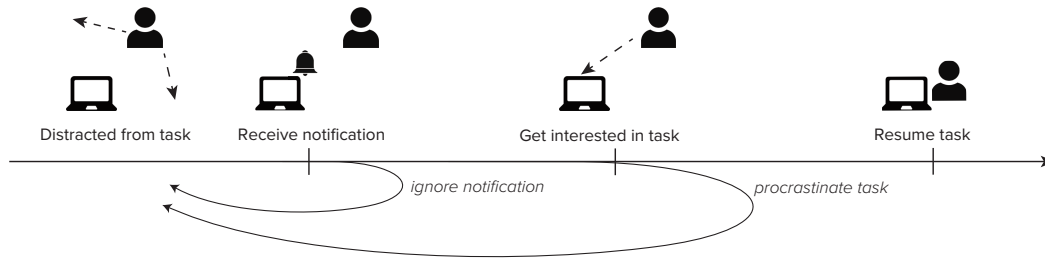 Distracted from task
Receive notification
Get interested in task
Resume task
ignore notification
procrastinate task